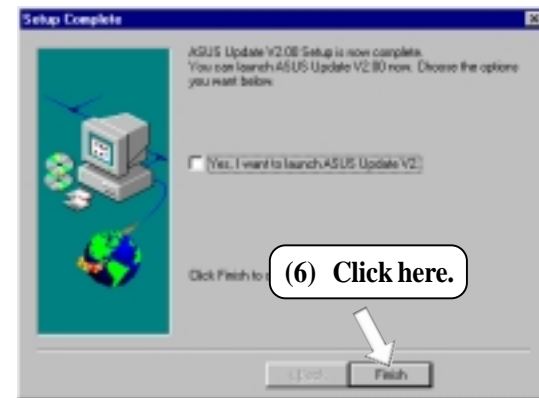 Setup Complete
ASUS Update V2.00 Setup is now complete.
You can launch ASUS Update V2.00 now. Choose the options
you want below.
Yes, I want to launch ASUS Update V2.
Click Finish to
(6) Click here.
< Back
Finish